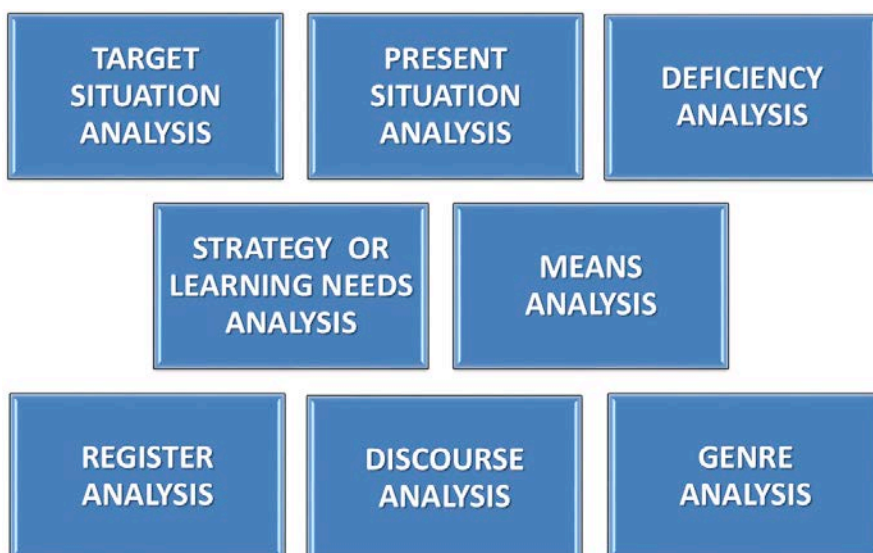 TARGET
SITUATION
ANALYSIS
PRESENT
SITUATION
ANALYSIS
DEFICIENCY
ANALYSIS
STRATEGY OR
LEARNING NEEDS
ANALYSIS
MEANS
ANALYSIS
REGISTER
ANALYSIS
DISCOURSE
ANALYSIS
GENRE
ANALYSIS